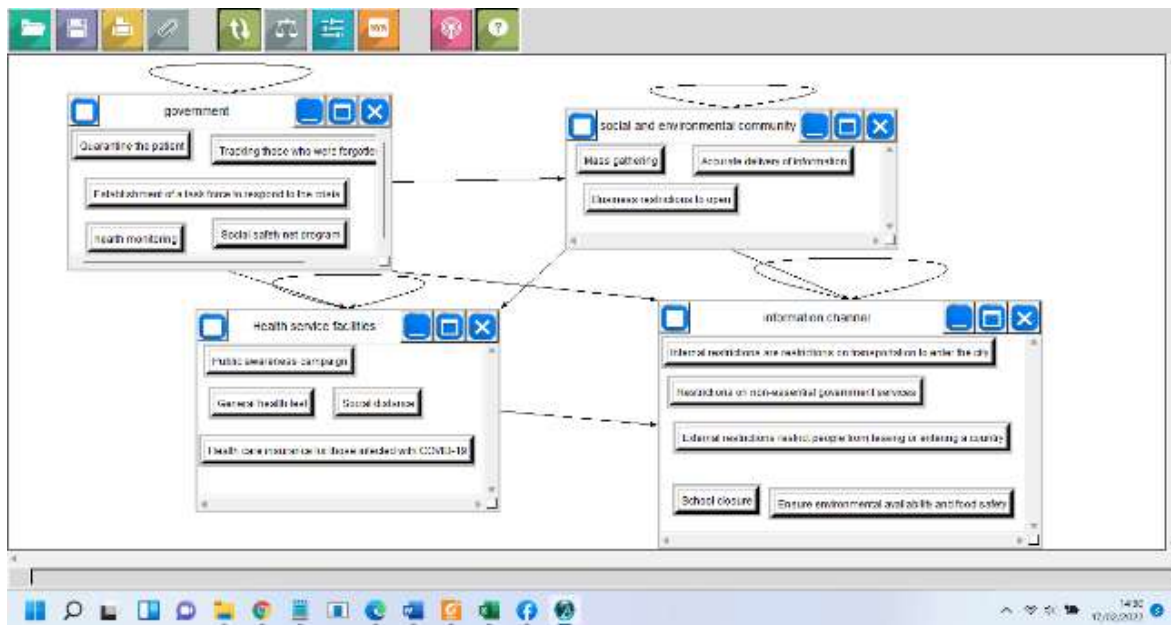 government
Quarantine the patient
Tracking those who were forgotte
Establishment of a task force to respond to the crisis
health monitoring
Social safety net program
social and environmental community
Mass gathering
Accurate delivery of information
Business restrictions to open
Health service facilities
Public awareness campaign
General health test
Social distance
Health care insurance for those infected with COVID-19
information channel
Internal restrictions are restrictions on transportation to enter the city
Restrictions on non-essential government services
External restrictions restrict people from leaving or entering a country
School closure
Ensure environmental availability and food safety
14:30